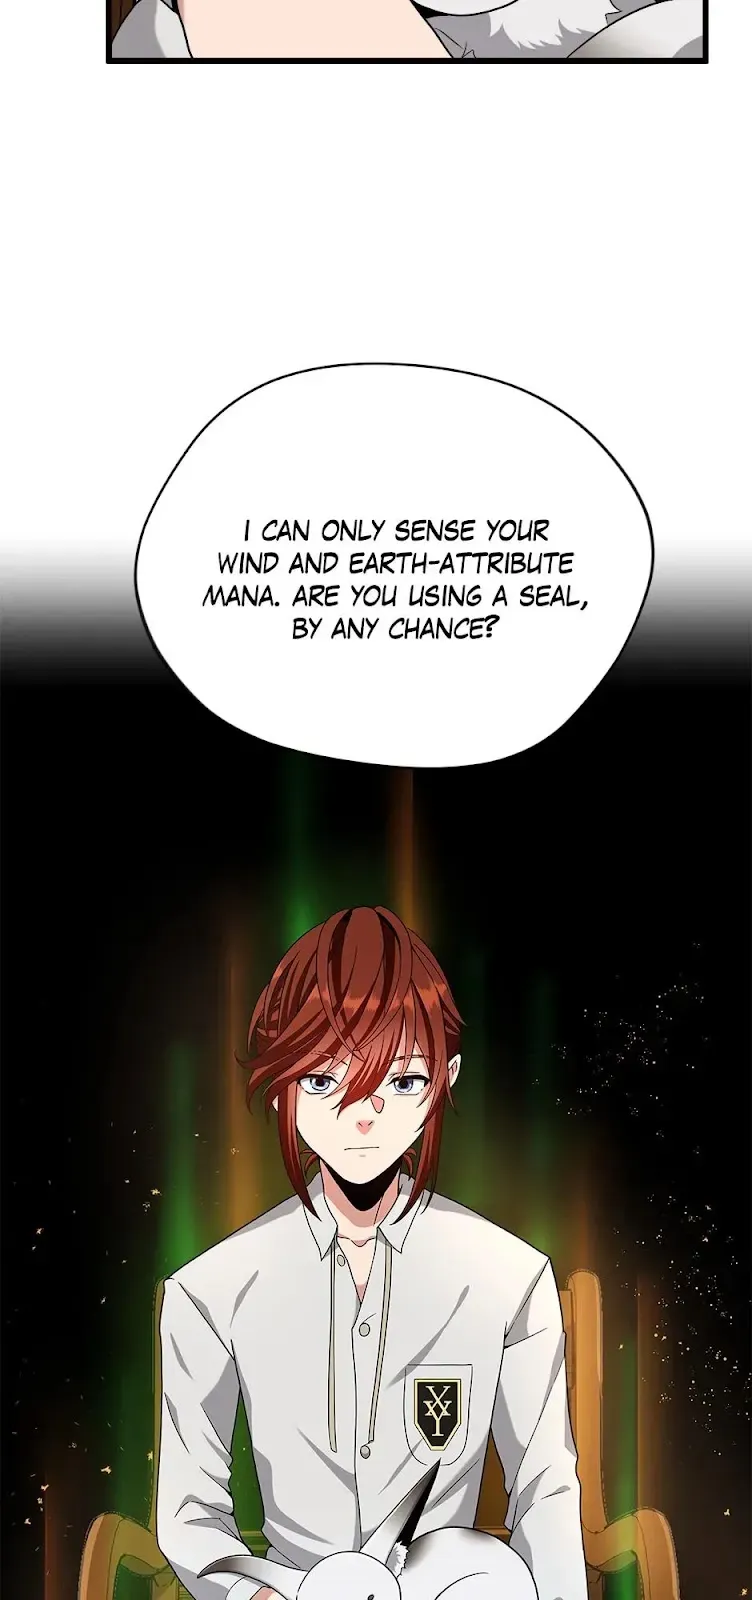 I CAN ONLY SENSE YOUR
WIND AND EARTH-ATTRIBUTE
MANA. ARE YOU USING A SEAL,
BY ANY CHANCE?